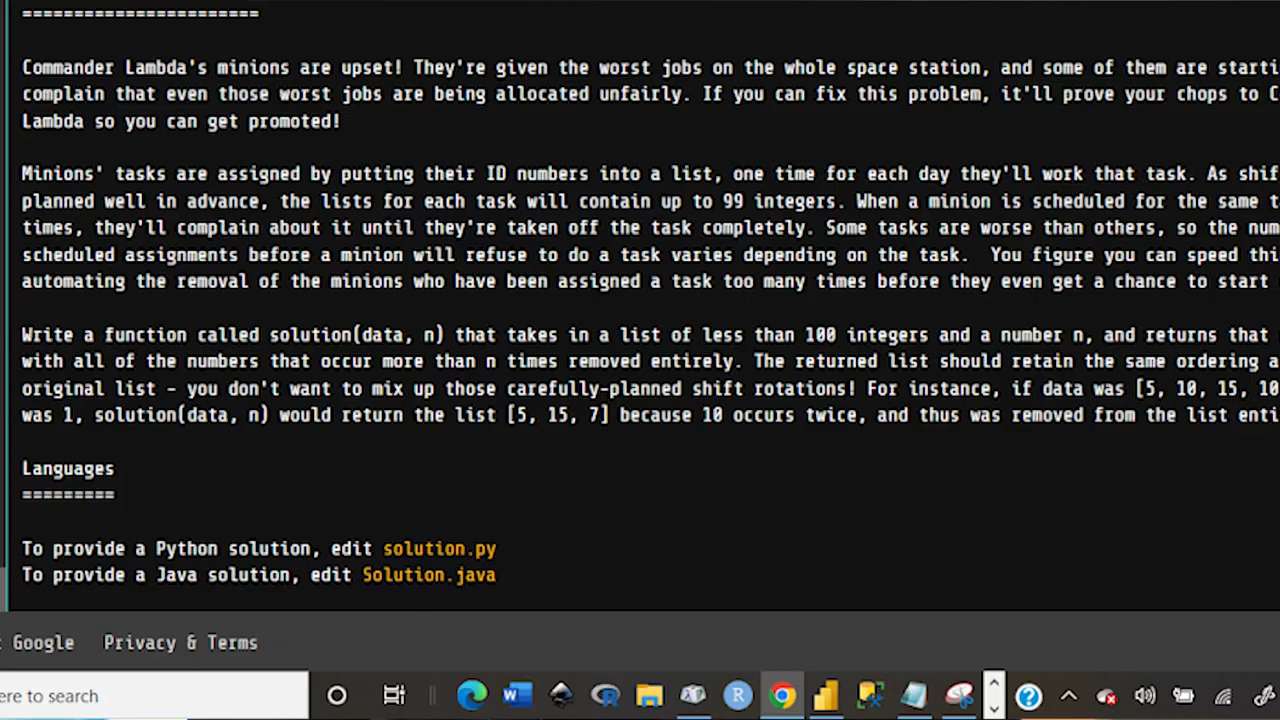 =======================
Commander Lambda's minions are upset! They're given the worst jobs on the whole space station, and some of them are starti
complain that even those worst jobs are being allocated unfairly. If you can fix this problem, it'll prove your chops to C
Lambda so you can get promoted!
Minions' tasks are assigned by putting their ID numbers into a list, one time for each day they'll work that task. As shif
planned well in advance, the lists for each task will contain up to 99 integers. When a minion is scheduled for the same ta
times, they'll complain about it until they're taken off the task completely. Some tasks are worse than others, so the num
scheduled assignments before a minion will refuse to do a task varies depending on the task.  You figure you can speed thi
automating the removal of the minions who have been assigned a task too many times before they even get a chance to start
Write a function called solution(data, n) that takes in a list of less than 100 integers and a number n, and returns that
with all of the numbers that occur more than n times removed entirely. The returned list should retain the same ordering a
original list - you don't want to mix up those carefully-planned shift rotations! For instance, if data was [5, 10, 15, 10
was 1, solution(data, n) would return the list [5, 15, 7] because 10 occurs twice, and thus was removed from the list enti
Languages
=========
To provide a Python solution, edit solution.py
To provide a Java solution, edit Solution.java
Google Privacy & Terms
ere to search